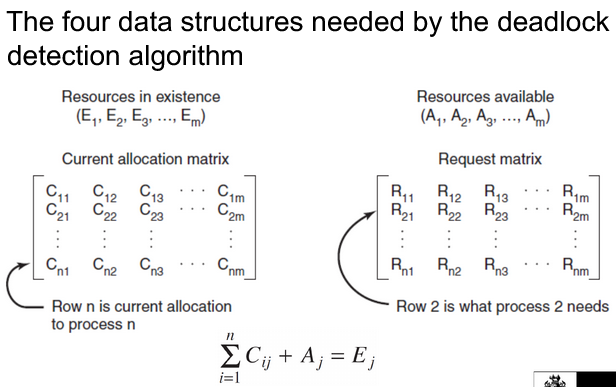 The four data structures needed by the deadlock
detection algorithm
Resources in existence
(E₁, E₂, E₃, ..., Eₘ)
Current allocation matrix
C₁₁ C₁₂ C₁₃ · · · C₁ₘ
C₂₁ C₂₂ C₂₃ · · · C₂ₘ
⋮ ⋮ ⋮ ⋮
Cₙ₁ Cₙ₂ Cₙ₃ · · · Cₙₘ
Row n is current allocation
to process n
Resources available
(A₁, A₂, A₃, ..., Aₘ)
Request matrix
R₁₁ R₁₂ R₁₃ · · · R₁ₘ
R₂₁ R₂₂ R₂₃ · · · R₂ₘ
⋮ ⋮ ⋮ ⋮
Rₙ₁ Rₙ₂ Rₙ₃ · · · Rₙₘ
Row 2 is what process 2 needs
n
∑ Cᵢⱼ + Aⱼ = Eⱼ
i=1